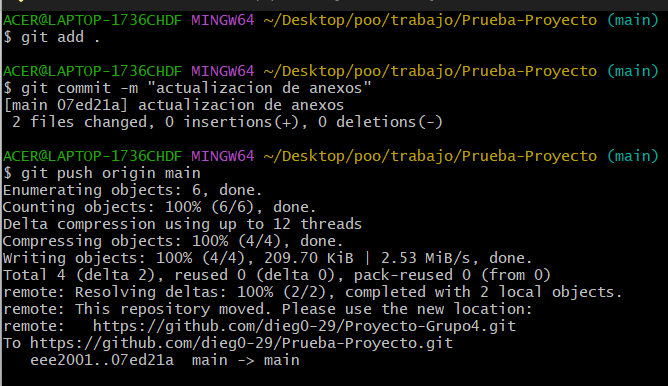 ACER@LAPTOP-1736CHDF MINGW64 ~/Desktop/poo/trabajo/Prueba-Proyecto (main)
$ git add .
ACER@LAPTOP-1736CHDF MINGW64 ~/Desktop/poo/trabajo/Prueba-Proyecto (main)
$ git commit -m "actualizacion de anexos"
[main 07ed21a] actualizacion de anexos
 2 files changed, 0 insertions(+), 0 deletions(-)
ACER@LAPTOP-1736CHDF MINGW64 ~/Desktop/poo/trabajo/Prueba-Proyecto (main)
$ git push origin main
Enumerating objects: 6, done.
Counting objects: 100% (6/6), done.
Delta compression using up to 12 threads
Compressing objects: 100% (4/4), done.
Writing objects: 100% (4/4), 209.70 KiB | 2.53 MiB/s, done.
Total 4 (delta 2), reused 0 (delta 0), pack-reused 0 (from 0)
remote: Resolving deltas: 100% (2/2), completed with 2 local objects.
remote: This repository moved. Please use the new location:
remote:   https://github.com/dieg0-29/Proyecto-Grupo4.git
To https://github.com/dieg0-29/Prueba-Proyecto.git
   eee2001..07ed21a  main -> main